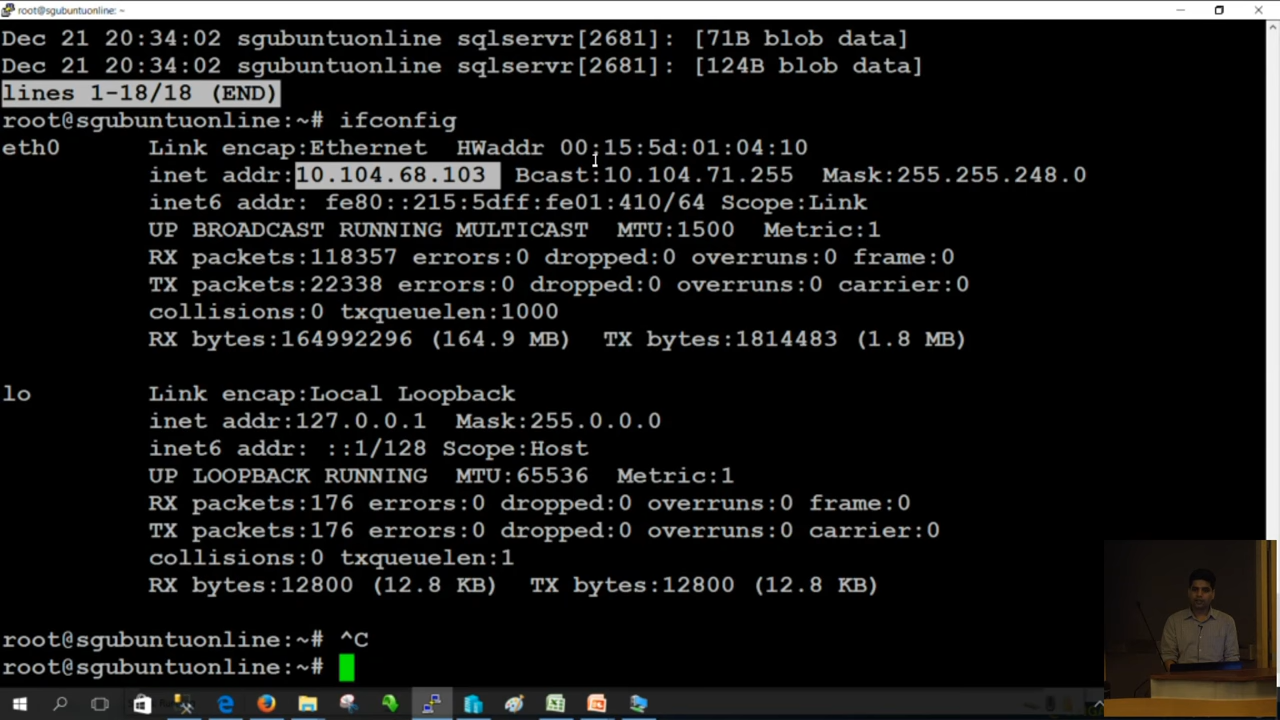 root@sgubuntuonline: ~
Dec 21 20:34:02 sgubuntuonline sqlservr[2681]: [71B blob data]
Dec 21 20:34:02 sgubuntuonline sqlservr[2681]: [124B blob data]
lines 1-18/18 (END)
root@sgubuntuonline:~# ifconfig
eth0 Link encap:Ethernet HWaddr 00:15:5d:01:04:10
inet addr:10.104.68.103 Bcast:10.104.71.255 Mask:255.255.248.0
inet6 addr: fe80::215:5dff:fe01:410/64 Scope:Link
UP BROADCAST RUNNING MULTICAST MTU:1500 Metric:1
RX packets:118357 errors:0 dropped:0 overruns:0 frame:0
TX packets:22338 errors:0 dropped:0 overruns:0 carrier:0
collisions:0 txqueuelen:1000
RX bytes:164992296 (164.9 MB) TX bytes:1814483 (1.8 MB)
lo Link encap:Local Loopback
inet addr:127.0.0.1 Mask:255.0.0.0
inet6 addr: ::1/128 Scope:Host
UP LOOPBACK RUNNING MTU:65536 Metric:1
RX packets:176 errors:0 dropped:0 overruns:0 frame:0
TX packets:176 errors:0 dropped:0 overruns:0 carrier:0
collisions:0 txqueuelen:1
RX bytes:12800 (12.8 KB) TX bytes:12800 (12.8 KB)
root@sgubuntuonline:~# ^C
root@sgubuntuonline:~#